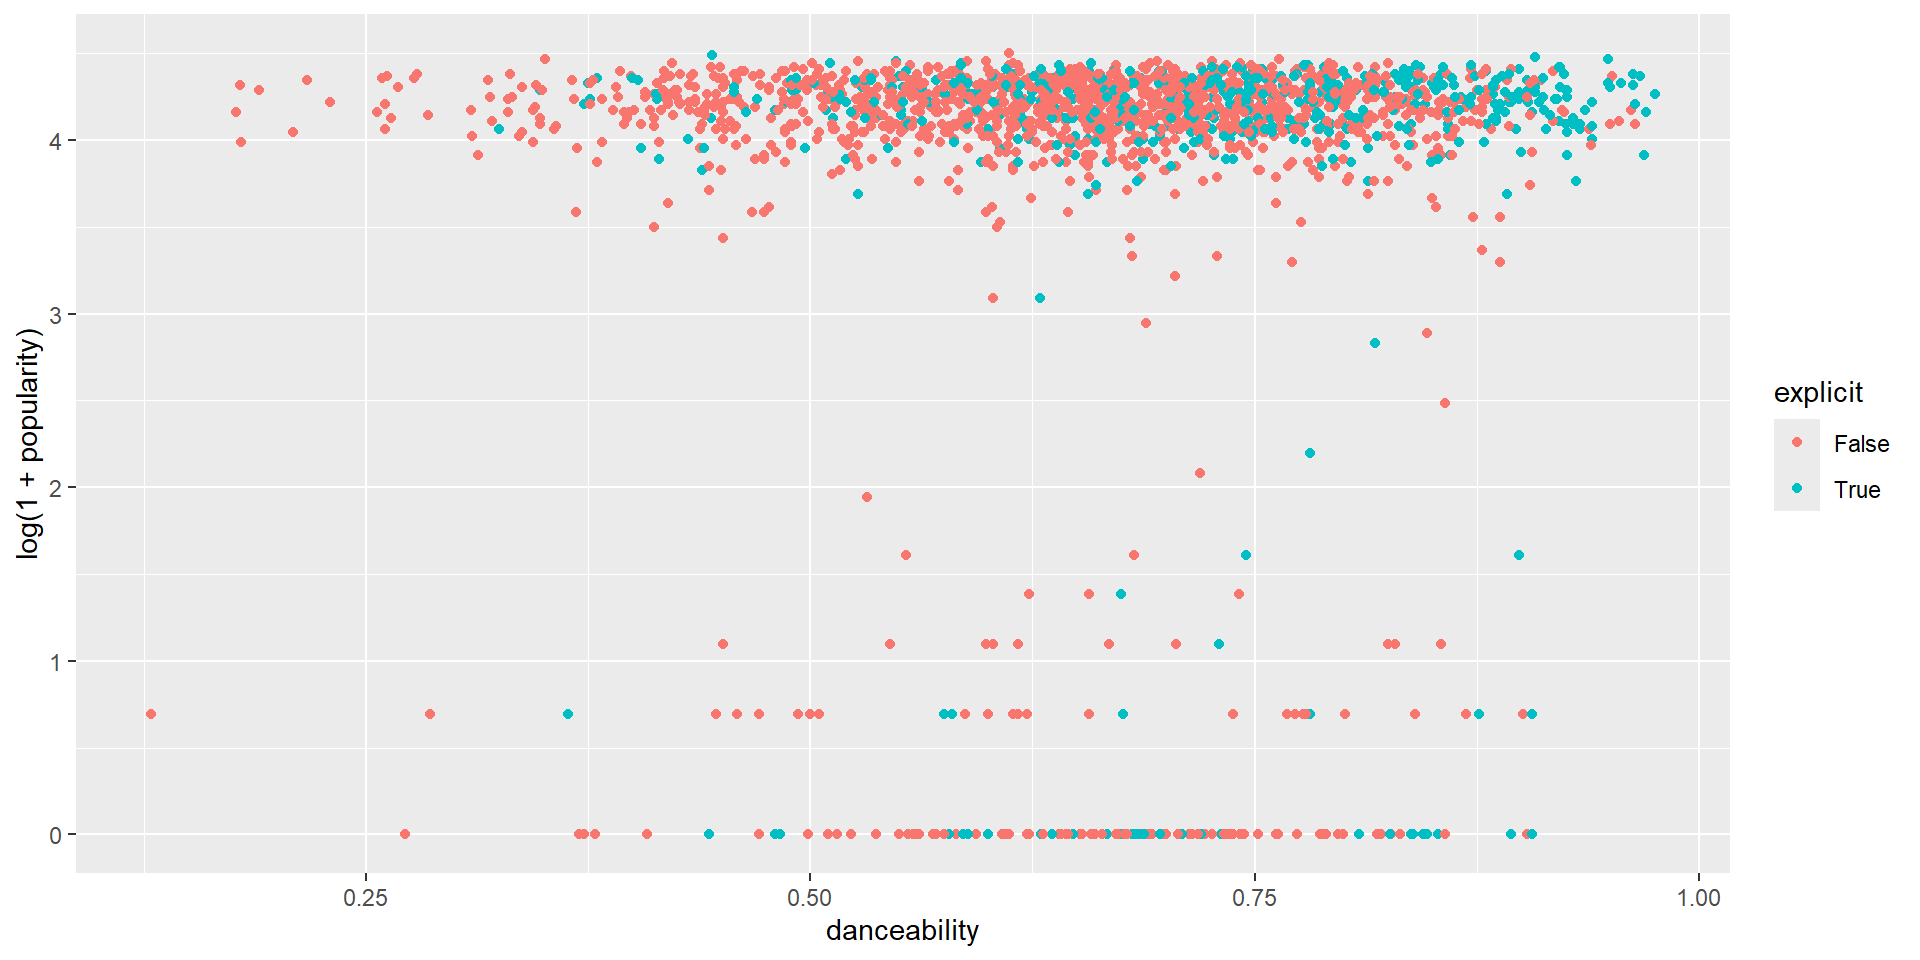 log(1 + popularity)
4
3
2
1
0
0.25
0.50
0.75
1.00
danceability
explicit
False
True